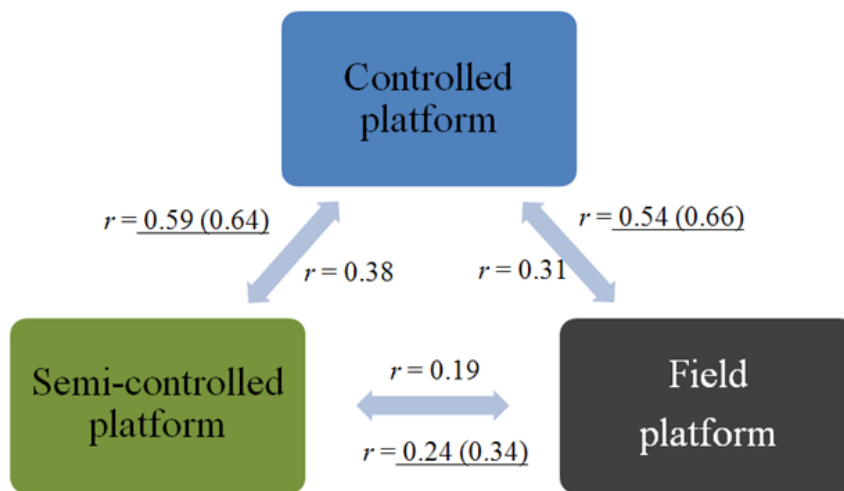 Controlled
platform
r = 0.59 (0.64)
r = 0.54 (0.66)
r = 0.38
r = 0.31
Semi-controlled
platform
r = 0.19
r = 0.24 (0.34)
Field
platform